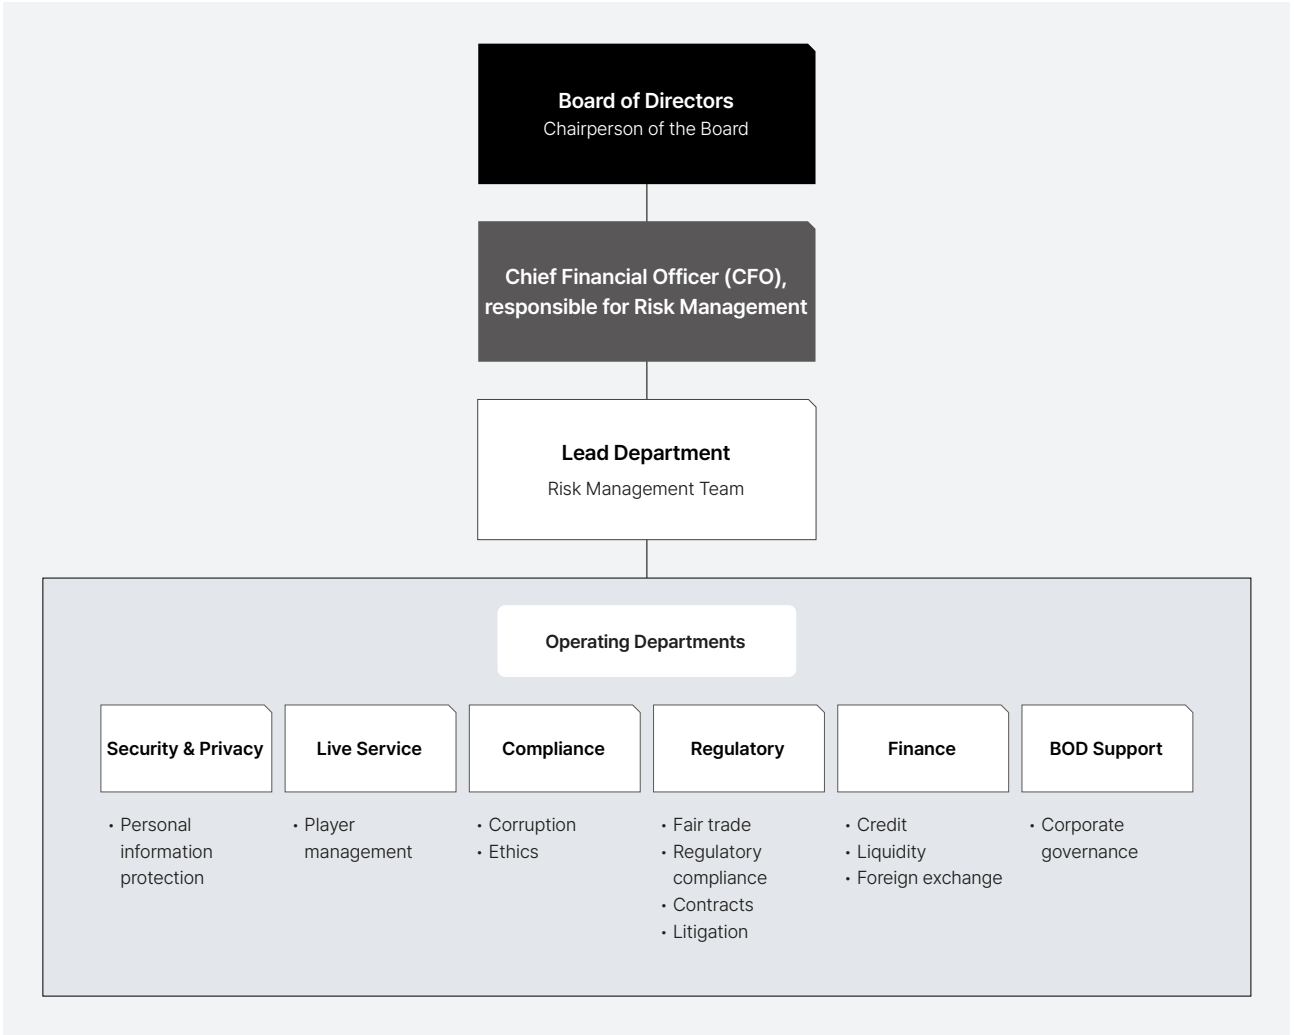 Board of Directors
Chairperson of the Board
Chief Financial Officer (CFO),
responsible for Risk Management
Lead Department
Risk Management Team
Operating Departments
Security & Privacy
• Personal
information
protection
Live Service
• Player
management
Compliance
• Corruption
• Ethics
Regulatory
• Fair trade
• Regulatory
compliance
• Contracts
• Litigation
Finance
• Credit
• Liquidity
• Foreign exchange
BOD Support
• Corporate
governance